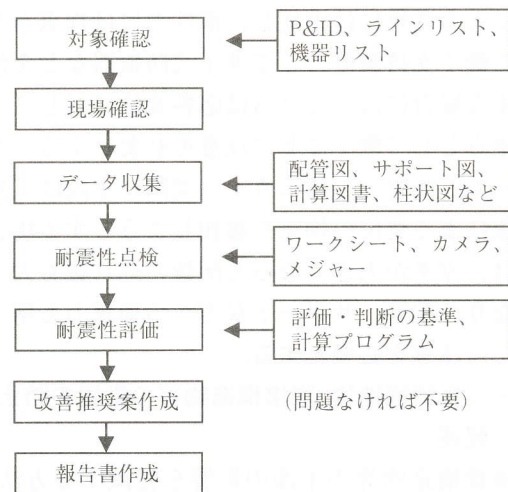 対象確認
P&ID、ラインリスト、
機器リスト
現場確認
データ収集
配管図、サポート図、
計算図書、柱状図など
耐震性点検
ワークシート、カメラ、
メジャー
耐震性評価
評価・判断の基準、
計算プログラム
改善推奨案作成
(問題なければ不要)
報告書作成